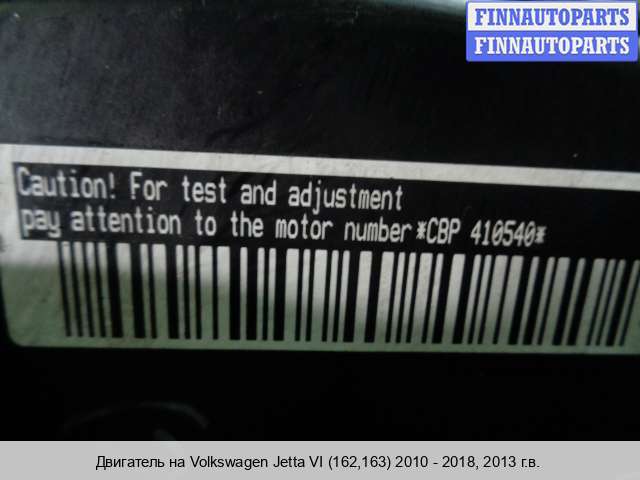 FINNAUTOPARTS
FINNAUTOPARTS
Caution! For test and adjustment
pay attention to the motor number*CBP 410540*
Двигатель на Volkswagen Jetta VI (162,163) 2010 - 2018, 2013 г.в.